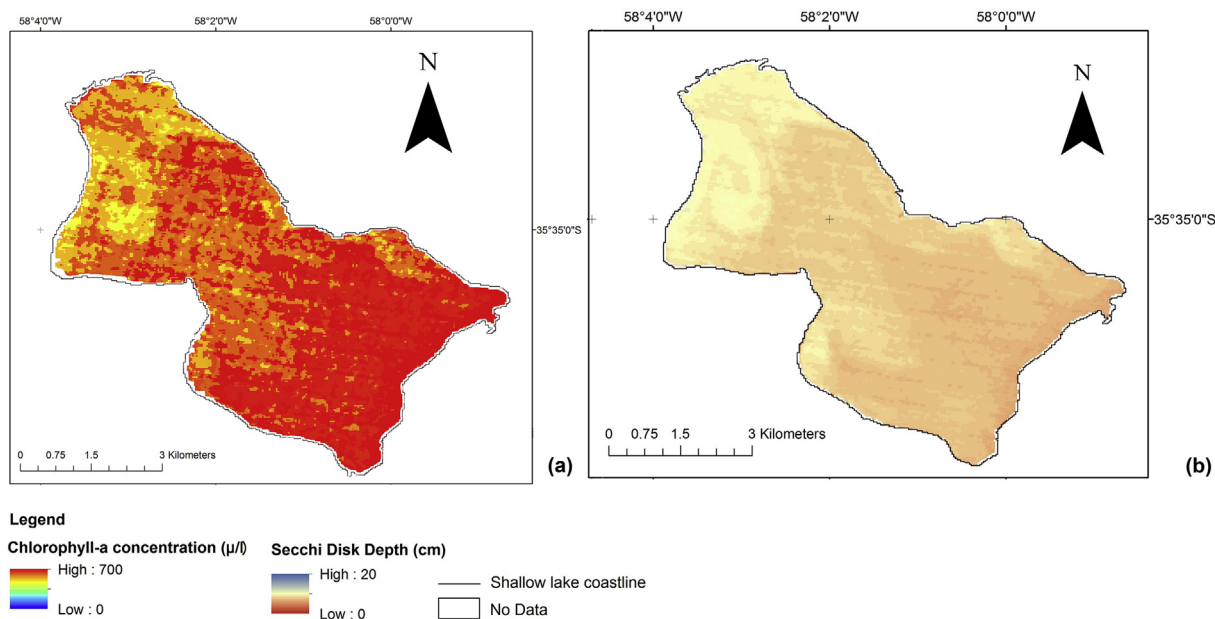 58°4'0"W 58°2'0"W 58°0'0"W
N
35°35'0"S
0 0.75 1.5 3 Kilometers
(a)
58°4'0"W 58°2'0"W 58°0'0"W
N
35°35'0"S
0 0.75 1.5 3 Kilometers
(b)
Legend
Chlorophyll-a concentration (µ/l)
High : 700
Low : 0
Secchi Disk Depth (cm)
High : 20
Low : 0
Shallow lake coastline
No Data